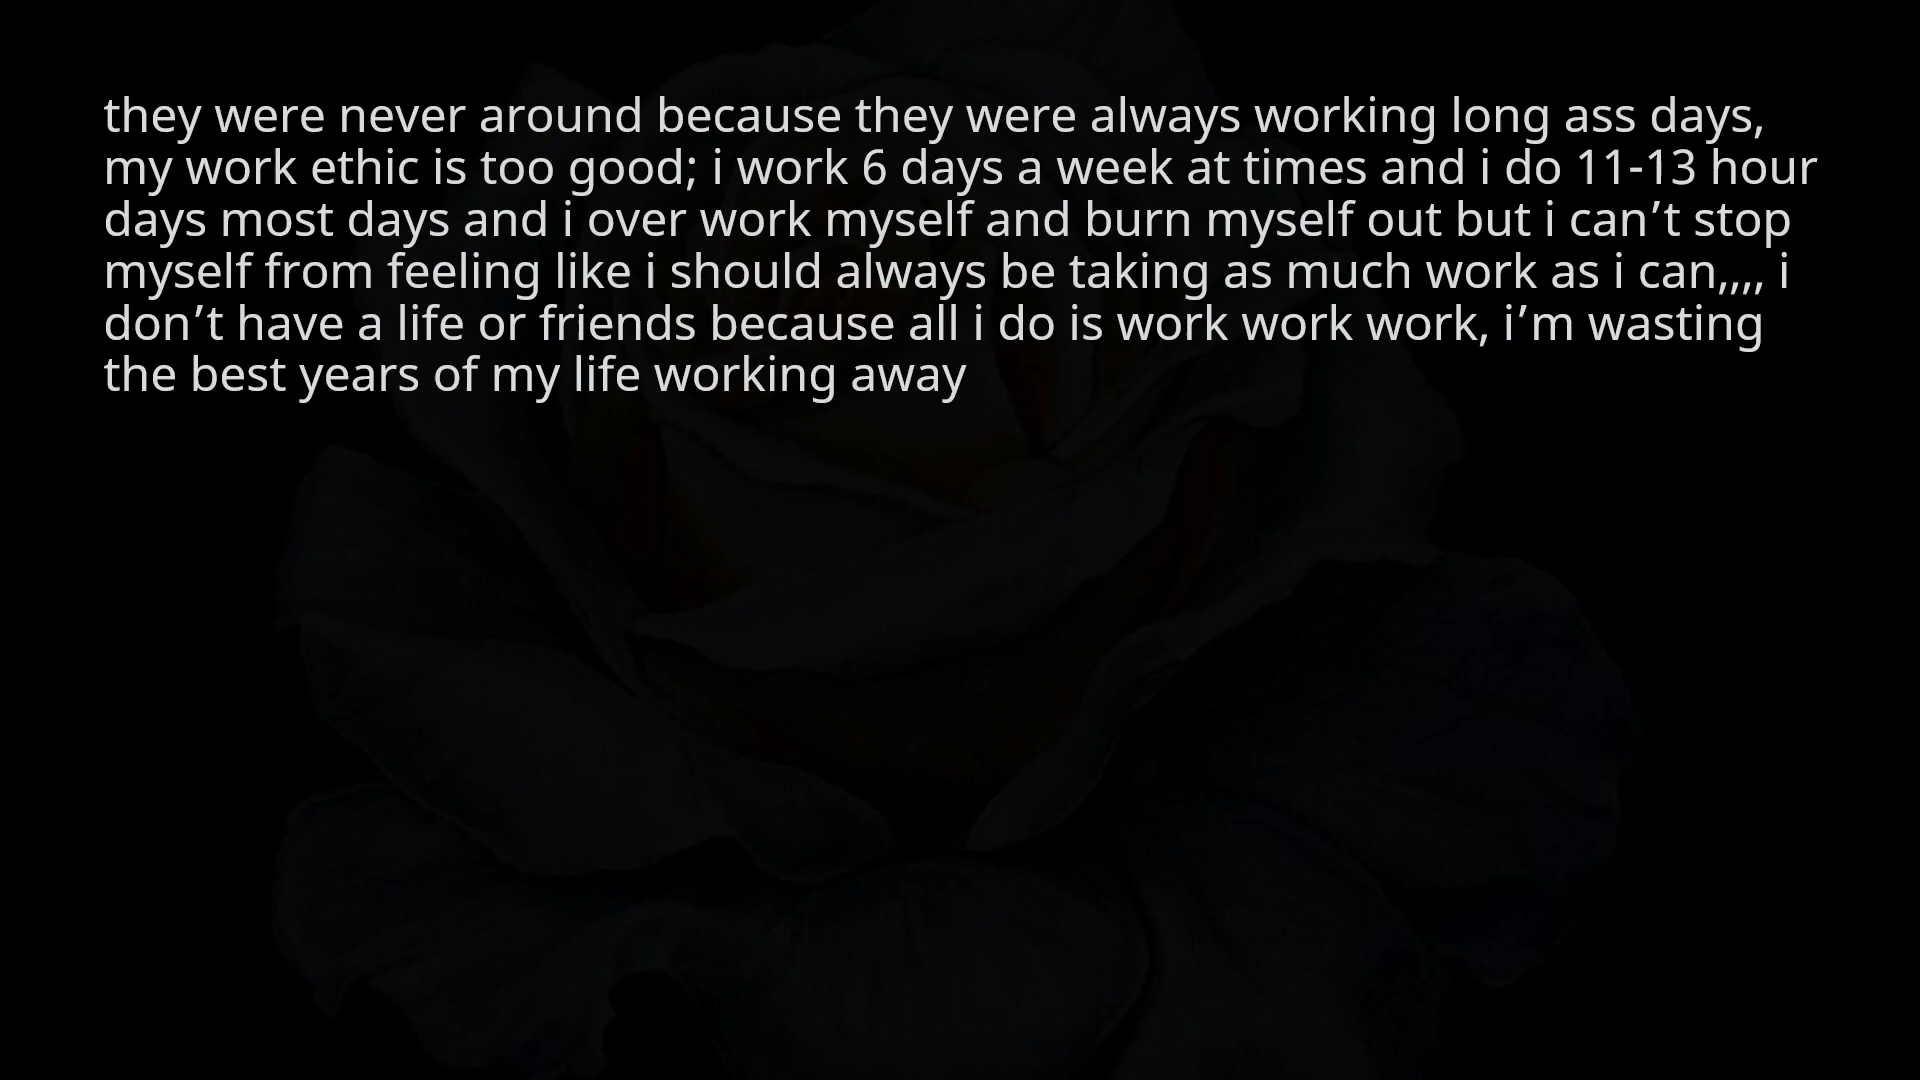 they were never around because they were always working long ass days,
my work ethic is too good; i work 6 days a week at times and i do 11-13 hour
days most days and i over work myself and burn myself out but i can’t stop
myself from feeling like i should always be taking as much work as i can,,,, i
don’t have a life or friends because all i do is work work work, i’m wasting
the best years of my life working away